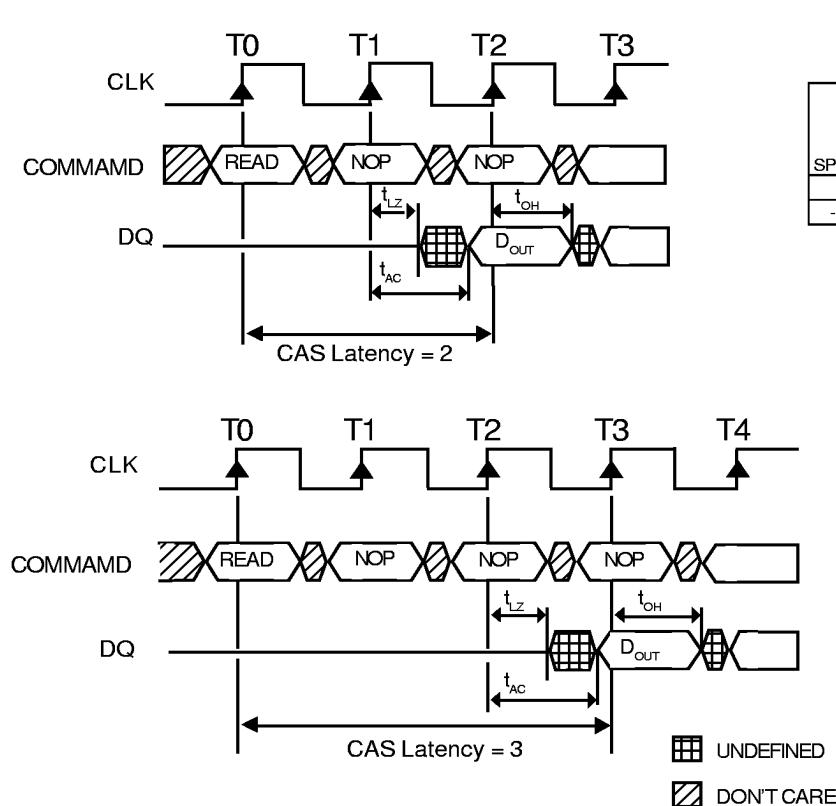 T0 T1 T2 T3
CLK
COMMAMD READ NOP NOP
tLZ tOH
DQ DOUT
tAC
CAS Latency = 2
SP
-
T0 T1 T2 T3 T4
CLK
COMMAMD READ NOP NOP NOP
tLZ tOH
DQ DOUT
tAC
CAS Latency = 3
UNDEFINED
DON'T CARE